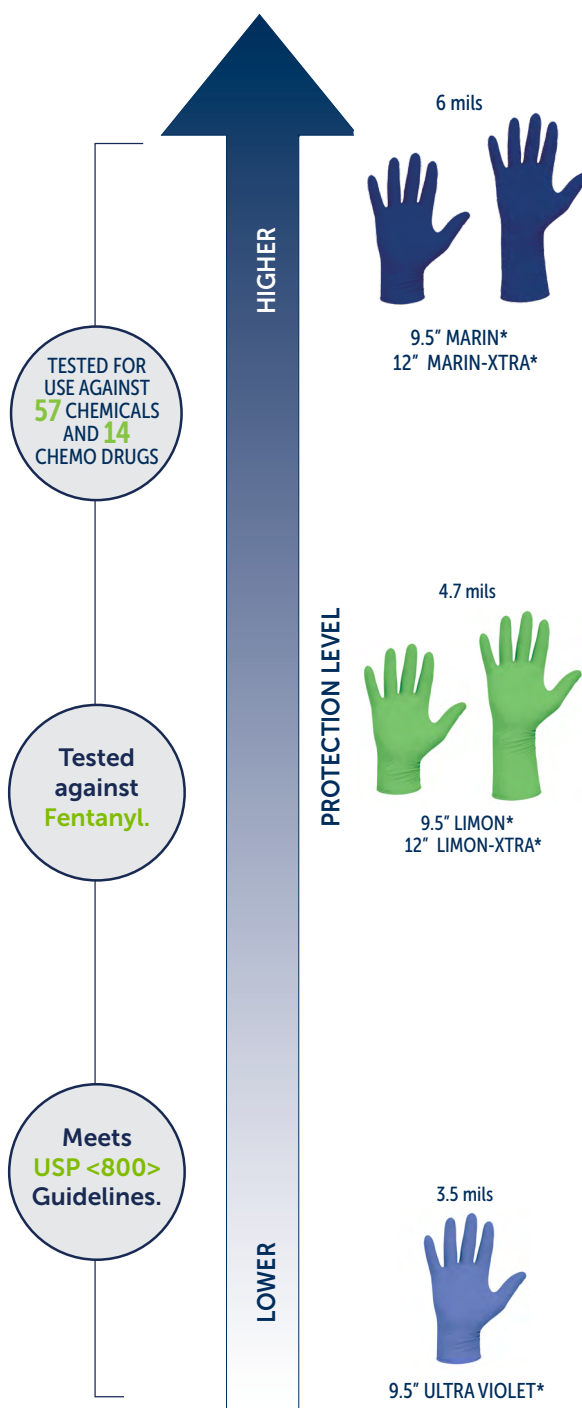 6 mils
HIGHER
9.5” MARIN*
12” MARIN-XTRA*
TESTED FOR
USE AGAINST
57 CHEMICALS
AND 14
CHEMO DRUGS
4.7 mils
PROTECTION LEVEL
9.5” LIMON*
12” LIMON-XTRA*
Tested
against
Fentanyl.
Meets
USP <800>
Guidelines.
3.5 mils
LOWER
9.5” ULTRA VIOLET*